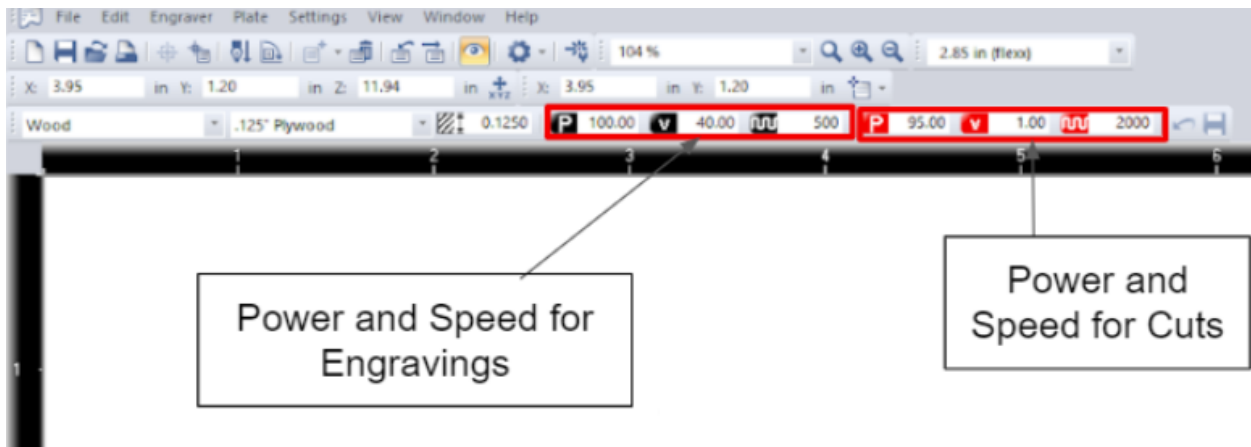 File Edit Engraver Plate Settings View Window Help
104 % 2.85 in (flexx)
X: 3.95 in Y: 1.20 in Z: 11.94 in XYZ X: 3.95 in Y: 1.20 in
Wood .125" Plywood 0.1250 P 100.00 v 40.00 500 P 95.00 v 1.00 2000
1 2 3 4 5 6
Power and Speed for
Engravings
Power and
Speed for Cuts
1